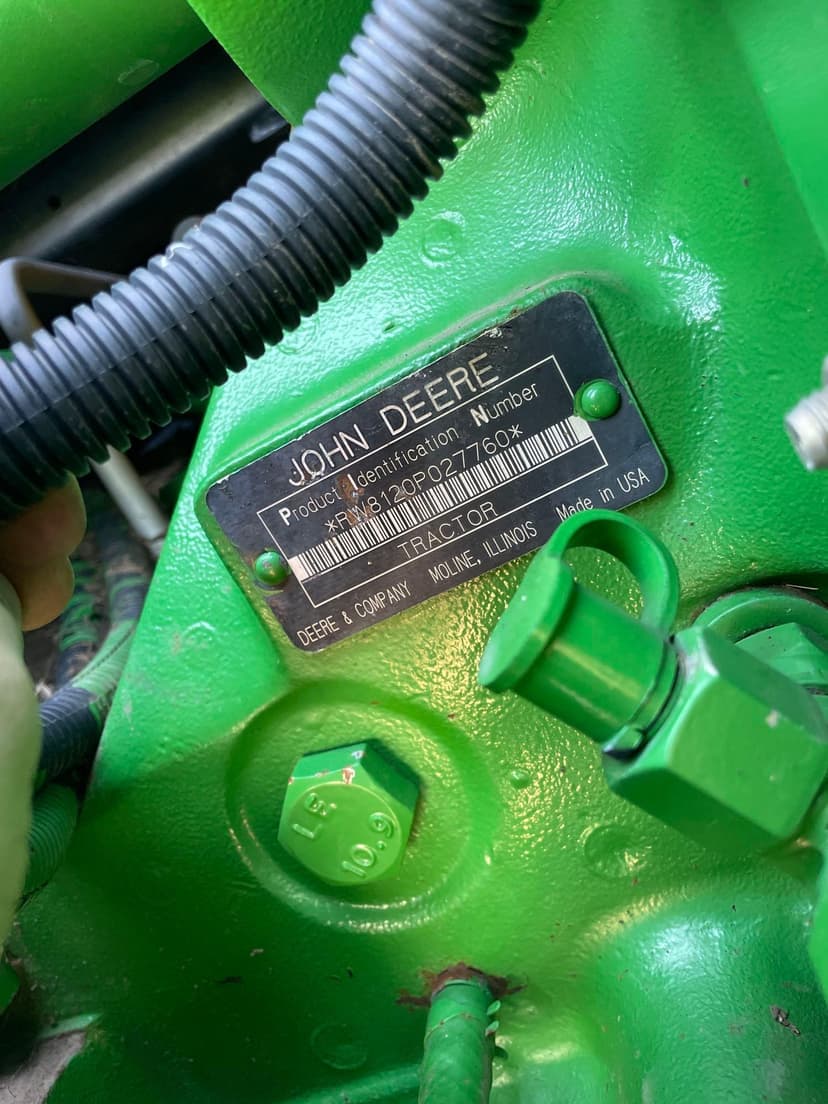 JOHN DEERE
Product Identification Number
*RW8120P027760*
TRACTOR
DEERE & COMPANY MOLINE, ILLINOIS Made in USA
LE
10.9